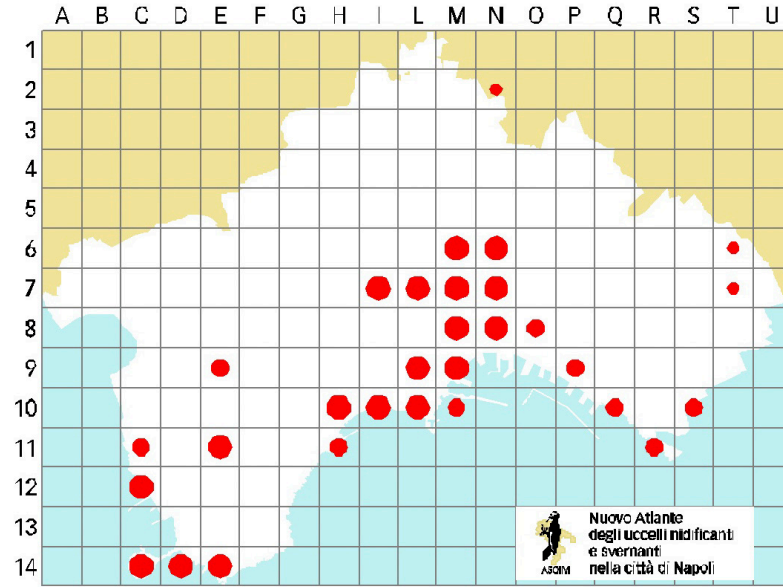 A B C D E F G H I L M N O P Q R S T U
1
2
3
4
5
6
7
8
9
10
11
12
13
14
Nuovo Atlante
degli uccelli nidificanti
e svernanti
nella città di Napoli
ASOIM